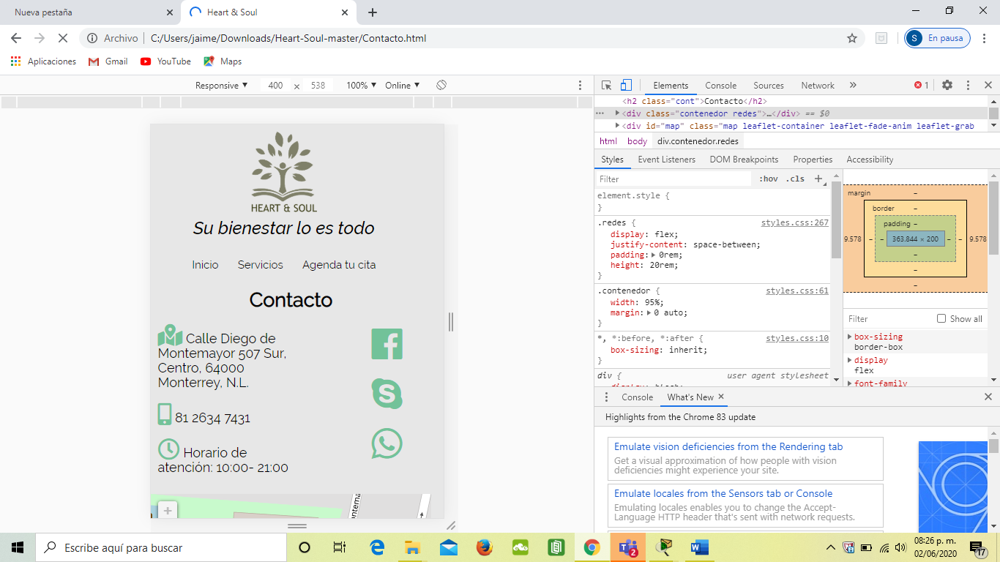 Nueva pestaña
Heart & Soul
Archivo C:/Users/jaime/Downloads/Heart-Soul-master/Contacto.html
S En pausa
Aplicaciones Gmail YouTube Maps
Responsive ▼ 400 × 538 100% ▼ Online ▼
HEART & SOUL
Su bienestar lo es todo
Inicio Servicios Agenda tu cita
Contacto
Calle Diego de
Montemayor 507 Sur,
Centro, 64000
Monterrey, N.L.
81 2634 7431
Horario de
atención: 10:00- 21:00
+
Elements Console Sources Network » 1
<h2 class="cont">Contacto</h2>
<div class="contenedor redes">…</div> == $0
<div id="map" class="map leaflet-container leaflet-fade-anim leaflet-grab
html body div.contenedor.redes
Styles Event Listeners DOM Breakpoints Properties Accessibility
Filter :hov .cls +
element.style {
}
.redes { styles.css:267
display: flex;
justify-content: space-between;
padding: 0rem;
height: 20rem;
}
.contenedor { styles.css:61
width: 95%;
margin: 0 auto;
}
*, *:before, *:after { styles.css:10
box-sizing: inherit;
}
div { user agent stylesheet
display: block;
margin –
border –
padding –
9.578 – – 363.844 × 200 – – 9.578
–
–
–
Filter Show all
box-sizing
border-box
display
flex
font-family
Console What's New ×
Highlights from the Chrome 83 update
Emulate vision deficiencies from the Rendering tab
Get a visual approximation of how people with vision
deficiencies might experience your site.
Emulate locales from the Sensors tab or Console
Emulating locales enables you to change the Accept-
Language HTTP header that's sent with network requests.
Escribe aquí para buscar
2
08:26 p. m.
02/06/2020
17